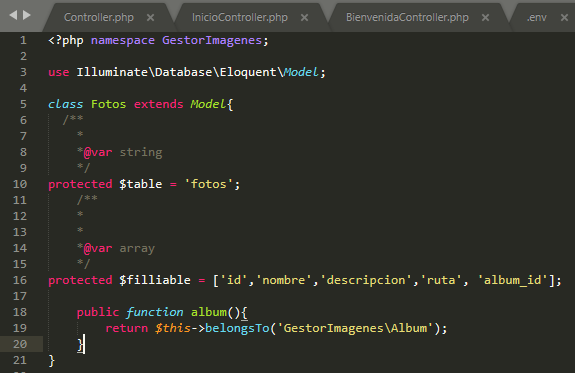 Controller.php InicioController.php BienvenidaController.php .env
1 <?php namespace GestorImagenes;
2
3 use Illuminate\Database\Eloquent\Model;
4
5 class Fotos extends Model{
6 /**
7 *
8 *@var string
9 */
10 protected $table = 'fotos';
11 /**
12 *
13 *
14 *@var array
15 */
16 protected $filliable = ['id','nombre','descripcion','ruta', 'album_id'];
17
18 public function album(){
19 return $this->belongsTo('GestorImagenes\Album');
20 }
21 }